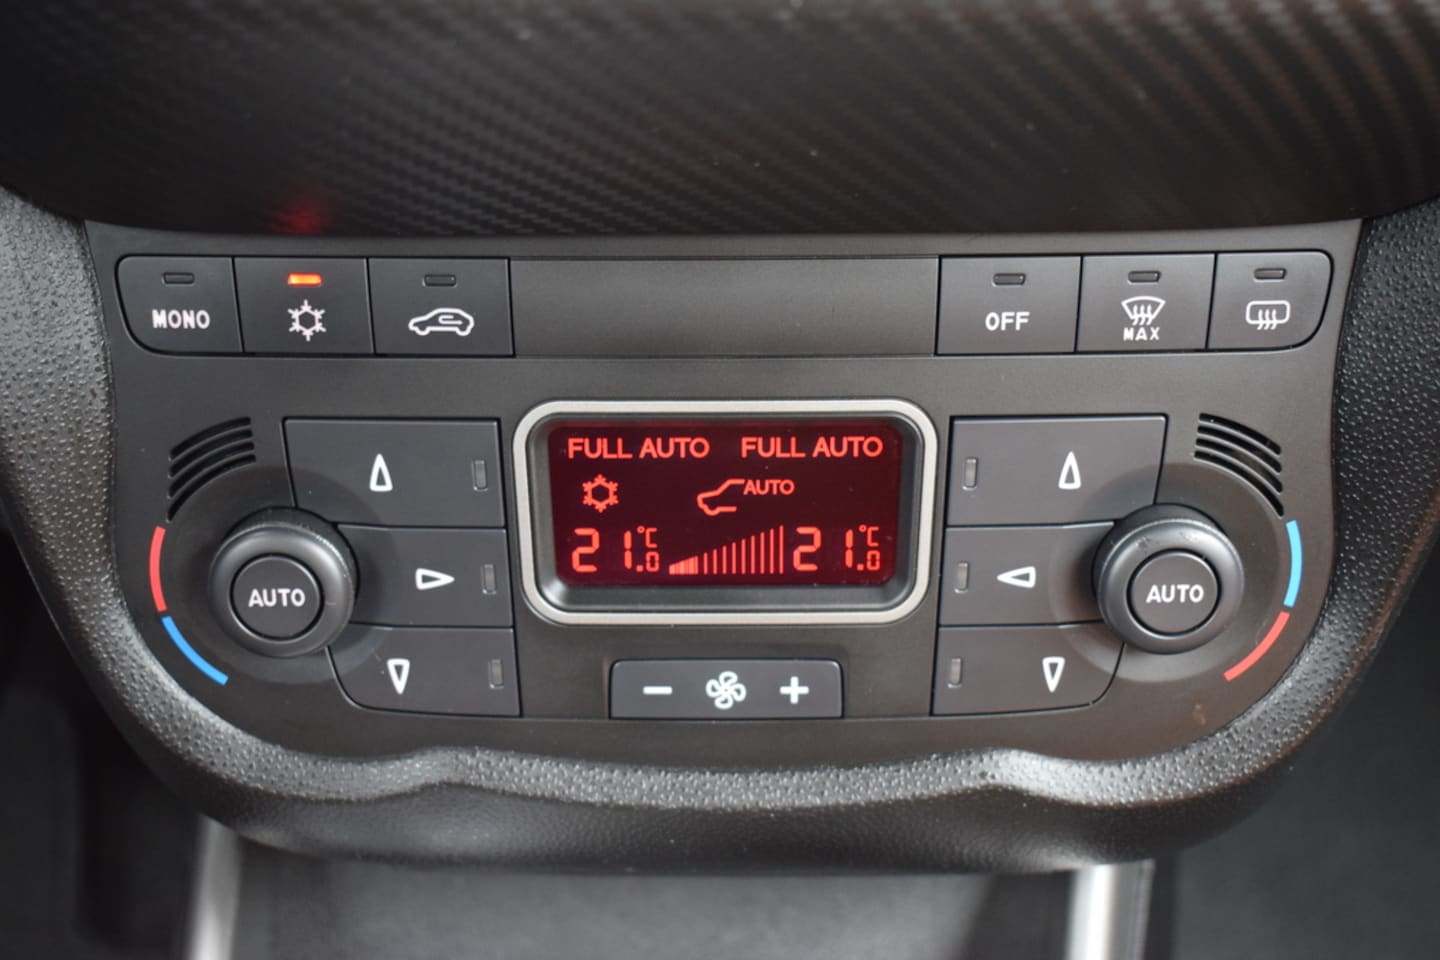 MONO
OFF
MAX
FULL AUTO FULL AUTO
AUTO
21.0°C 21.0°C
AUTO
AUTO
- +